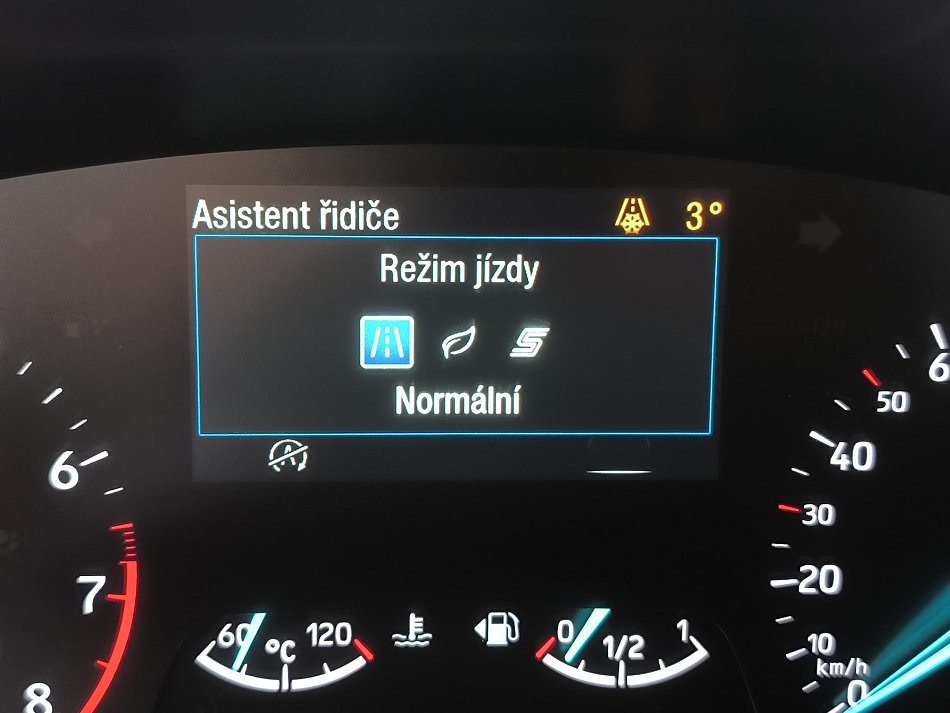 Asistent řidiče 3°
Režim jízdy
S
Normální
A
6
7
8
60 °C 120
0 1/2 1
6
50
40
30
20
10
km/h
0